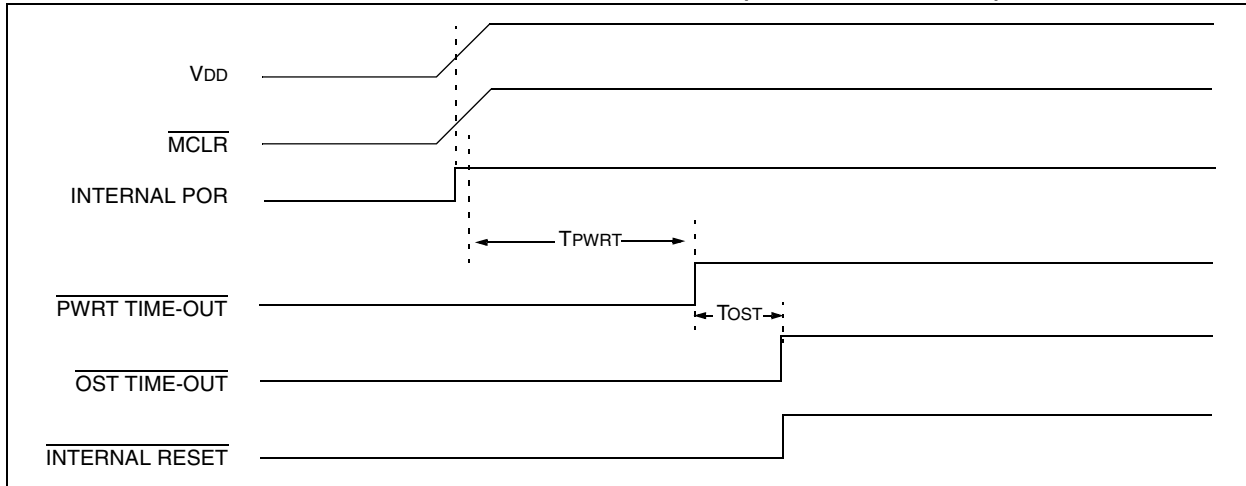 VDD
MCLR
INTERNAL POR
TPWRT
PWRT TIME-OUT
TOST
OST TIME-OUT
INTERNAL RESET